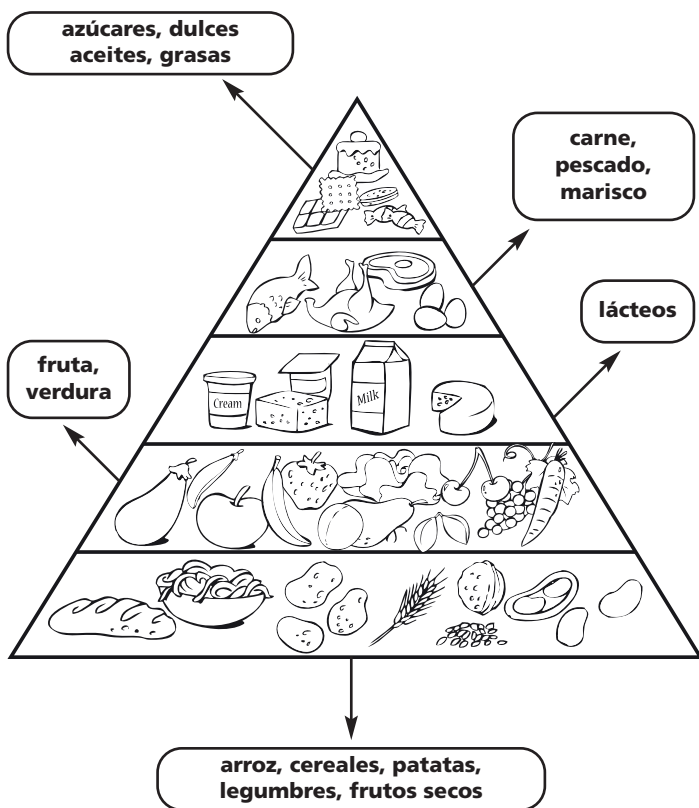 azúcares, dulces
aceites, grasas
carne,
pescado,
marisco
lácteos
fruta,
verdura
Cream
Milk
arroz, cereales, patatas,
legumbres, frutos secos